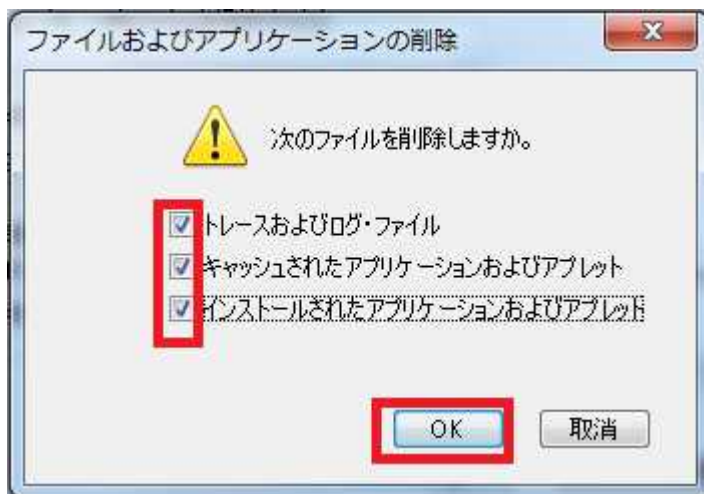 ファイルおよびアプリケーションの削除
次のファイルを削除しますか。
トレースおよびログ・ファイル
キャッシュされたアプリケーションおよびアプレット
インストールされたアプリケーションおよびアプレット
OK
取消